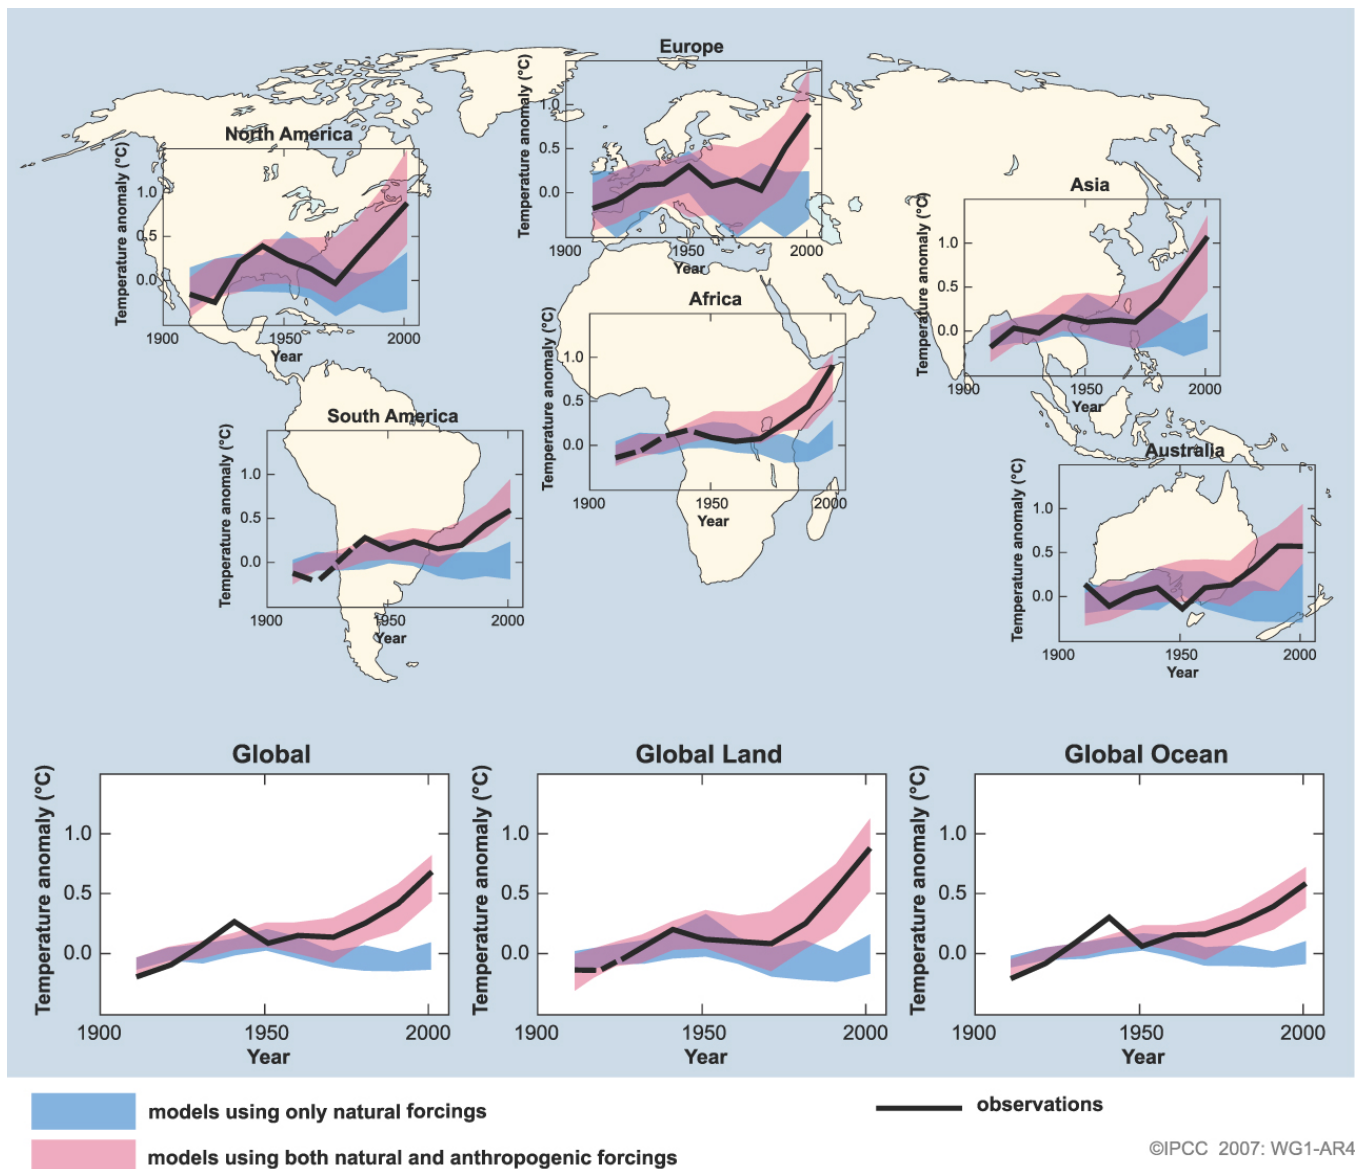 Europe
Temperature anomaly (°C)
1.0
0.5
0.0
1900
1950
2000
Year
North America
Temperature anomaly (°C)
1.0
0.5
0.0
1900
1950
2000
Year
Asia
Temperature anomaly (°C)
1.0
0.5
0.0
1900
1950
2000
Year
Africa
Temperature anomaly (°C)
1.0
0.5
0.0
1900
1950
2000
Year
South America
Temperature anomaly (°C)
1.0
0.5
0.0
1900
1950
2000
Year
Australia
Temperature anomaly (°C)
1.0
0.5
0.0
1900
1950
2000
Year
Global
Temperature anomaly (°C)
1.0
0.5
0.0
1900
1950
2000
Year
Global Land
Temperature anomaly (°C)
1.0
0.5
0.0
1900
1950
2000
Year
Global Ocean
Temperature anomaly (°C)
1.0
0.5
0.0
1900
1950
2000
Year
models using only natural forcings
observations
models using both natural and anthropogenic forcings
©IPCC 2007: WG1-AR4